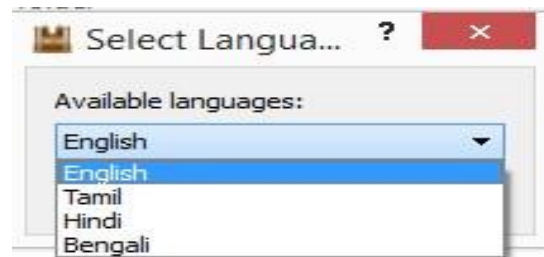 Select Langua... ?
Available languages:
English
English
Tamil
Hindi
Bengali